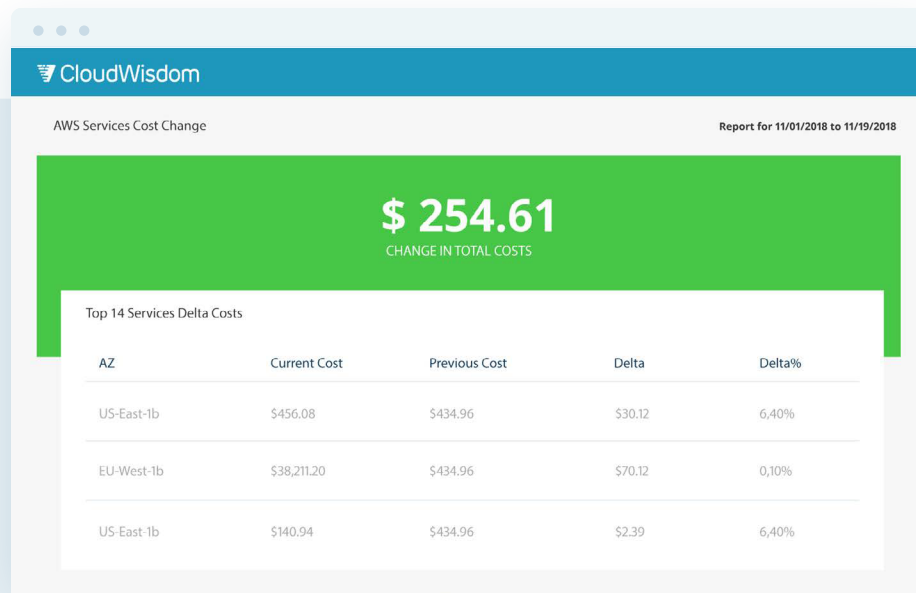 CloudWisdom
AWS Services Cost Change Report for 11/01/2018 to 11/19/2018
$ 254.61
CHANGE IN TOTAL COSTS
Top 14 Services Delta Costs
AZ Current Cost Previous Cost Delta Delta%
US-East-1b $456.08 $434.96 $30.12 6,40%
EU-West-1b $38,211.20 $434.96 $70.12 0,10%
US-East-1b $140.94 $434.96 $2.39 6,40%